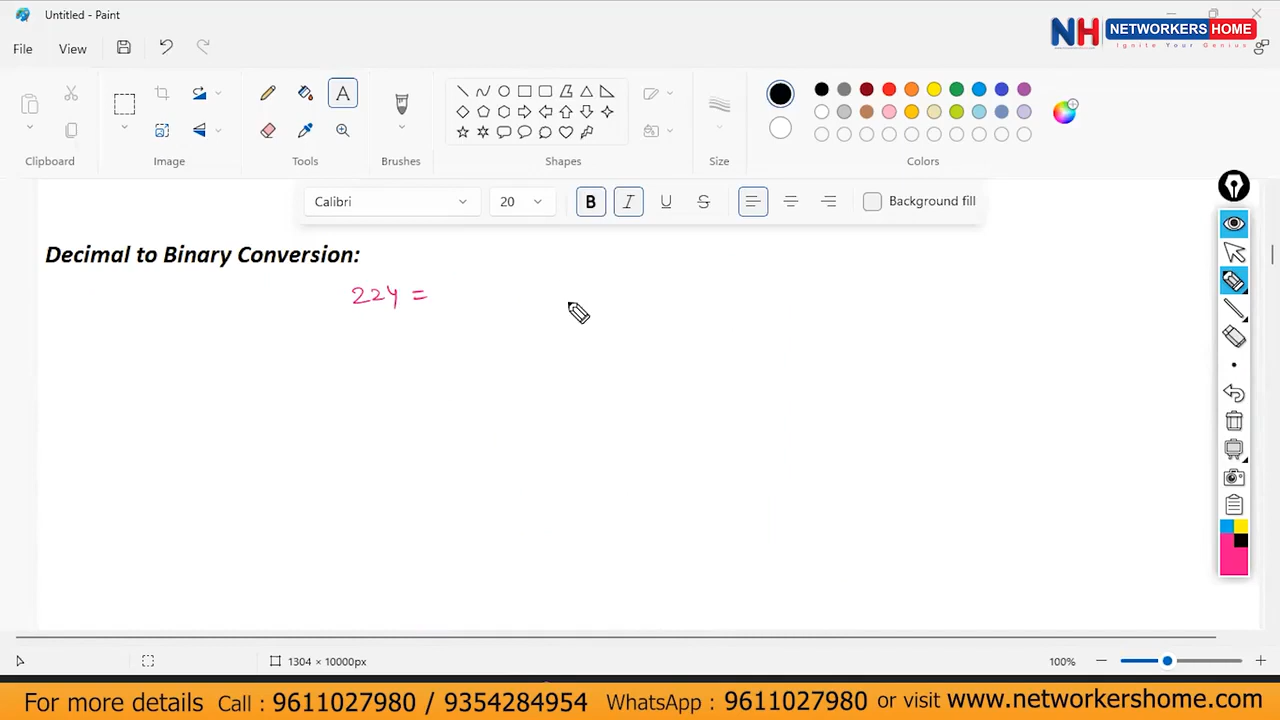 Untitled - Paint
NH NETWORKERS HOME
Ignite Your Genius
File View
Clipboard Image Tools Brushes Shapes Size Colors
Calibri 20 B I U S Background fill
Decimal to Binary Conversion:
224 =
1304 × 10000px 100%
For more details Call : 9611027980 / 9354284954 WhatsApp : 9611027980 or visit www.networkershome.com